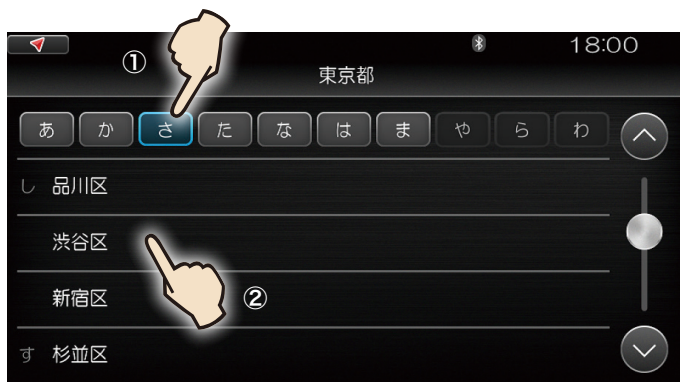 ① 18:00
東京都
あ か さ た な は ま や ら わ
し 品川区
渋谷区
新宿区 ②
す 杉並区